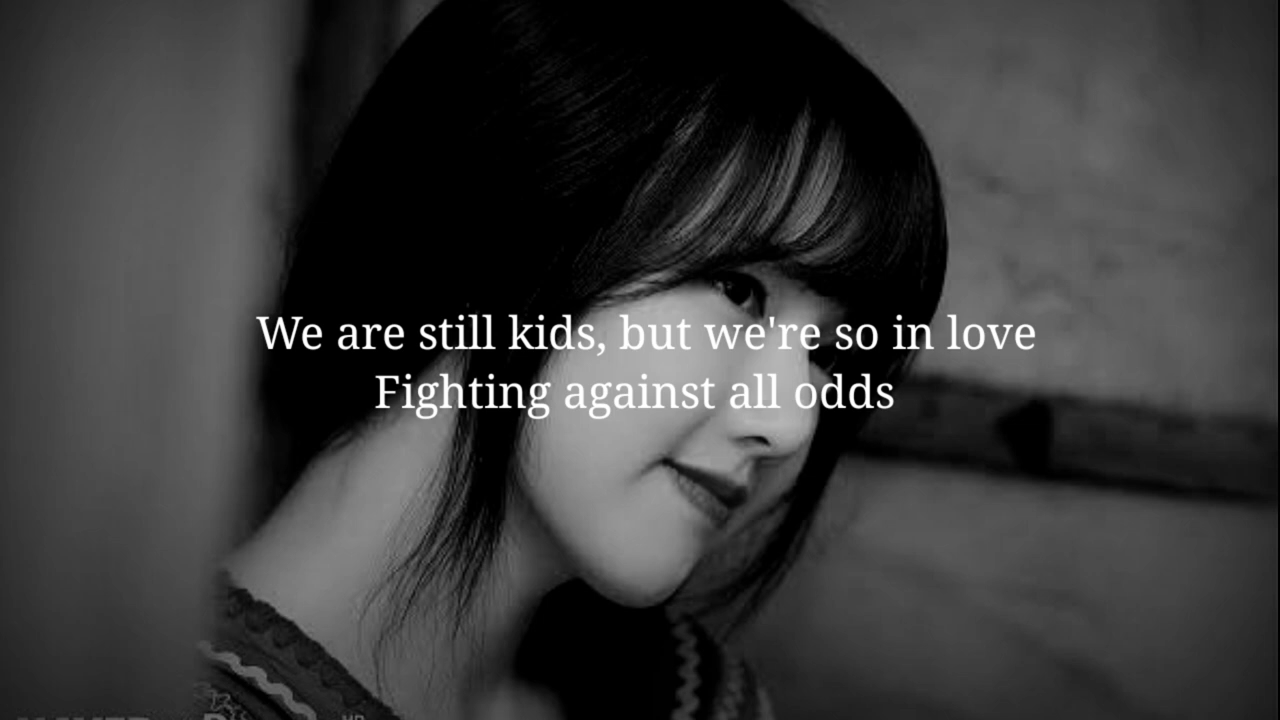 We are still kids, but we're so in love
Fighting against all odds